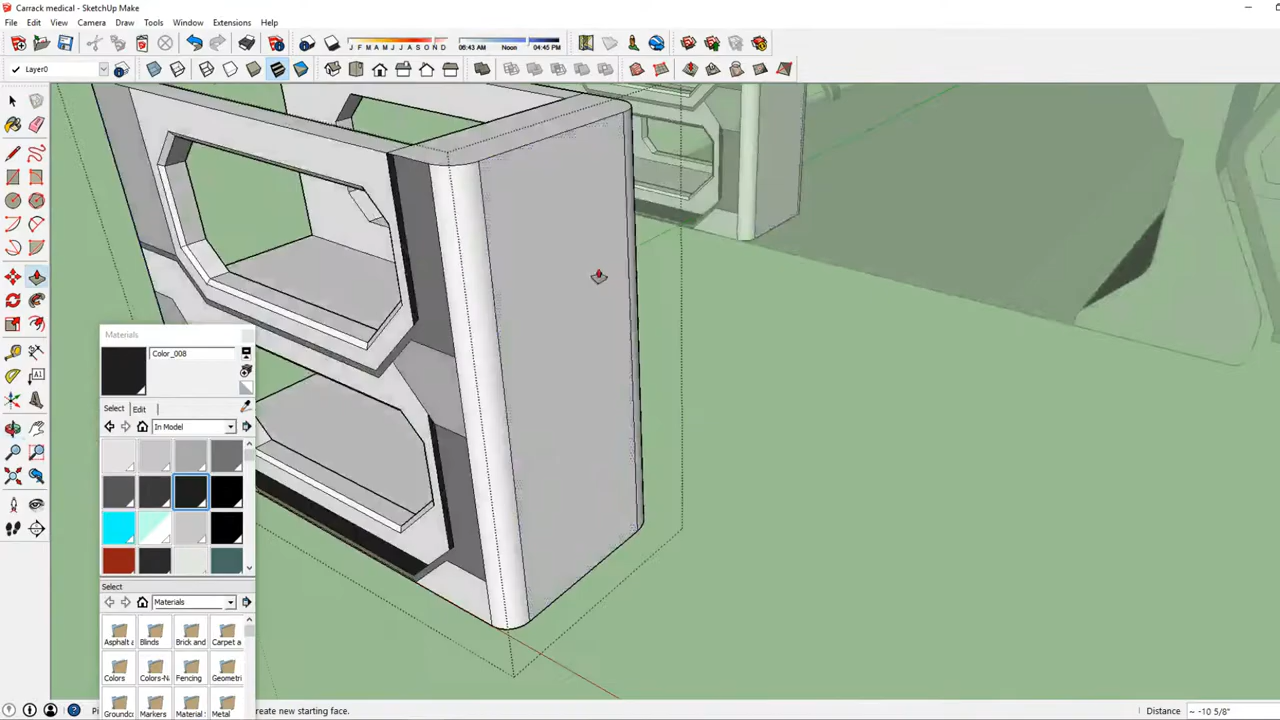 Carrack medical - SketchUp Make
File Edit View Camera Draw Tools Window Extensions Help
J F M A M J J A S O N D 06:43 AM Noon 04:45 PM
Layer0
A1
Materials
Color_008
Select Edit
In Model
Select
Materials
Asphalt a Blinds Brick and Carpet a
Colors Colors-N Fencing Geometri
Groundc Markers Material Metal
create new starting face.
Distance ~ -10 5/8"